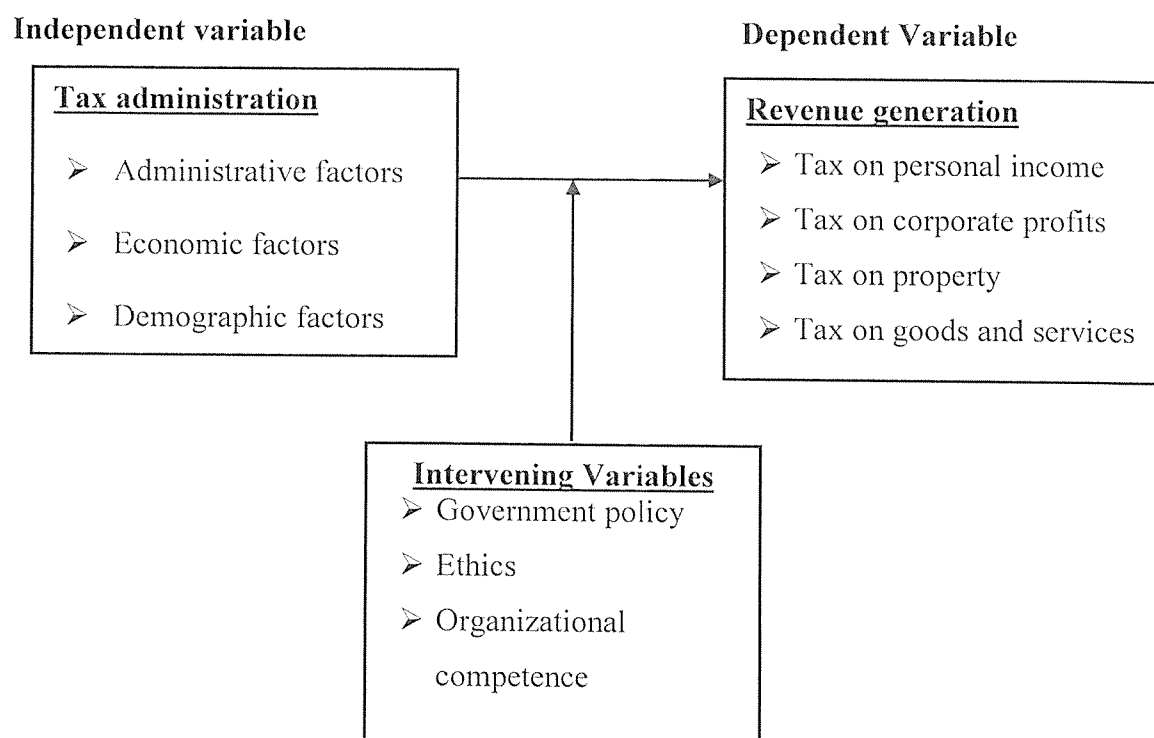 Independent variable
Tax administration
➢ Administrative factors
➢ Economic factors
➢ Demographic factors
Dependent Variable
Revenue generation
➢ Tax on personal income
➢ Tax on corporate profits
➢ Tax on property
➢ Tax on goods and services
Intervening Variables
➢ Government policy
➢ Ethics
➢ Organizational
competence